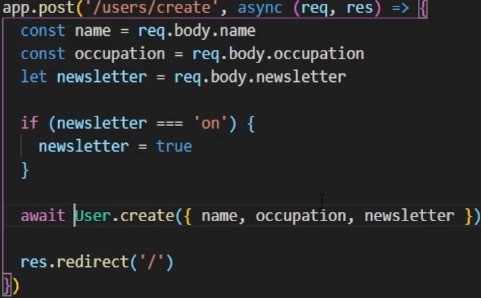 app.post('/users/create', async (req, res) => {
const name = req.body.name
const occupation = req.body.occupation
let newsletter = req.body.newsletter
if (newsletter === 'on') {
newsletter = true
}
await User.create({ name, occupation, newsletter })
res.redirect('/')
})